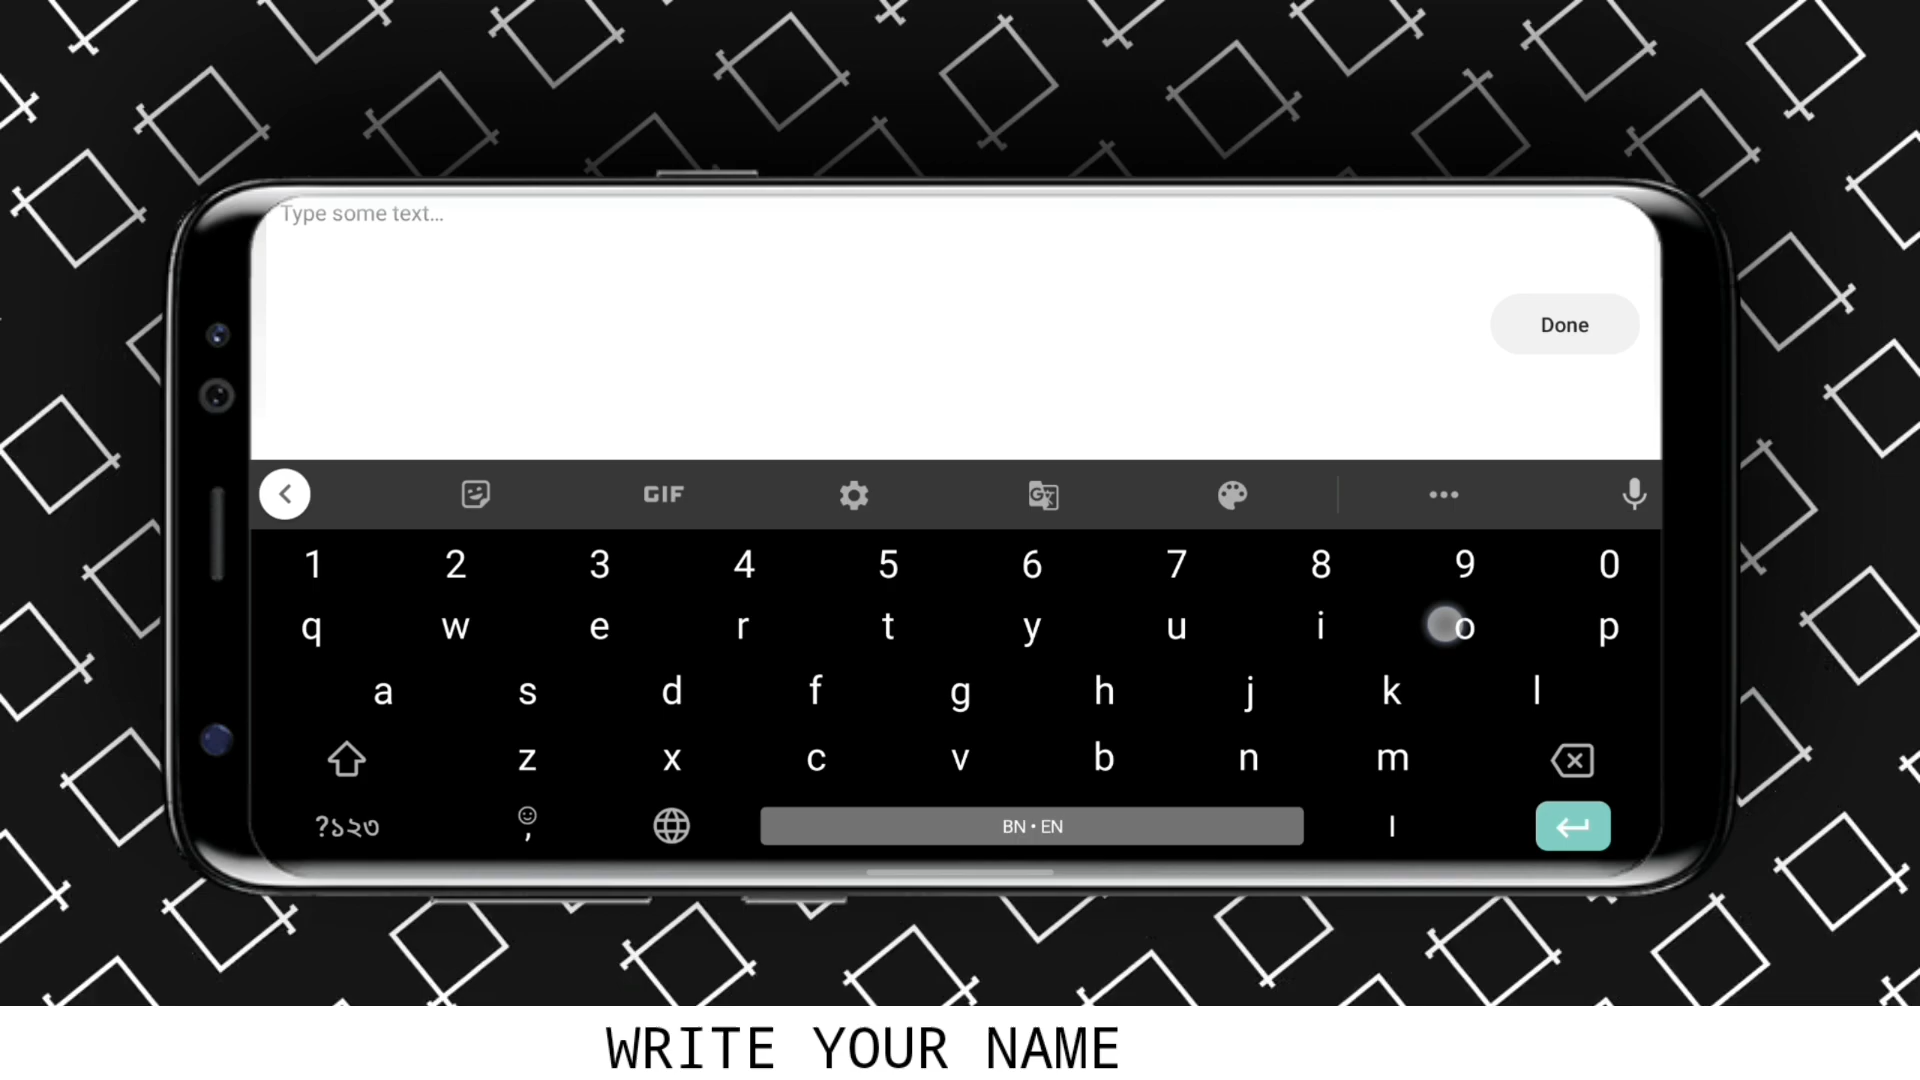 Type some text...
Done
GIF
1 2 3 4 5 6 7 8 9 0
q w e r t y u i o p
a s d f g h j k l
z x c v b n m
?১২৩ , BN • EN ।
WRITE YOUR NAME